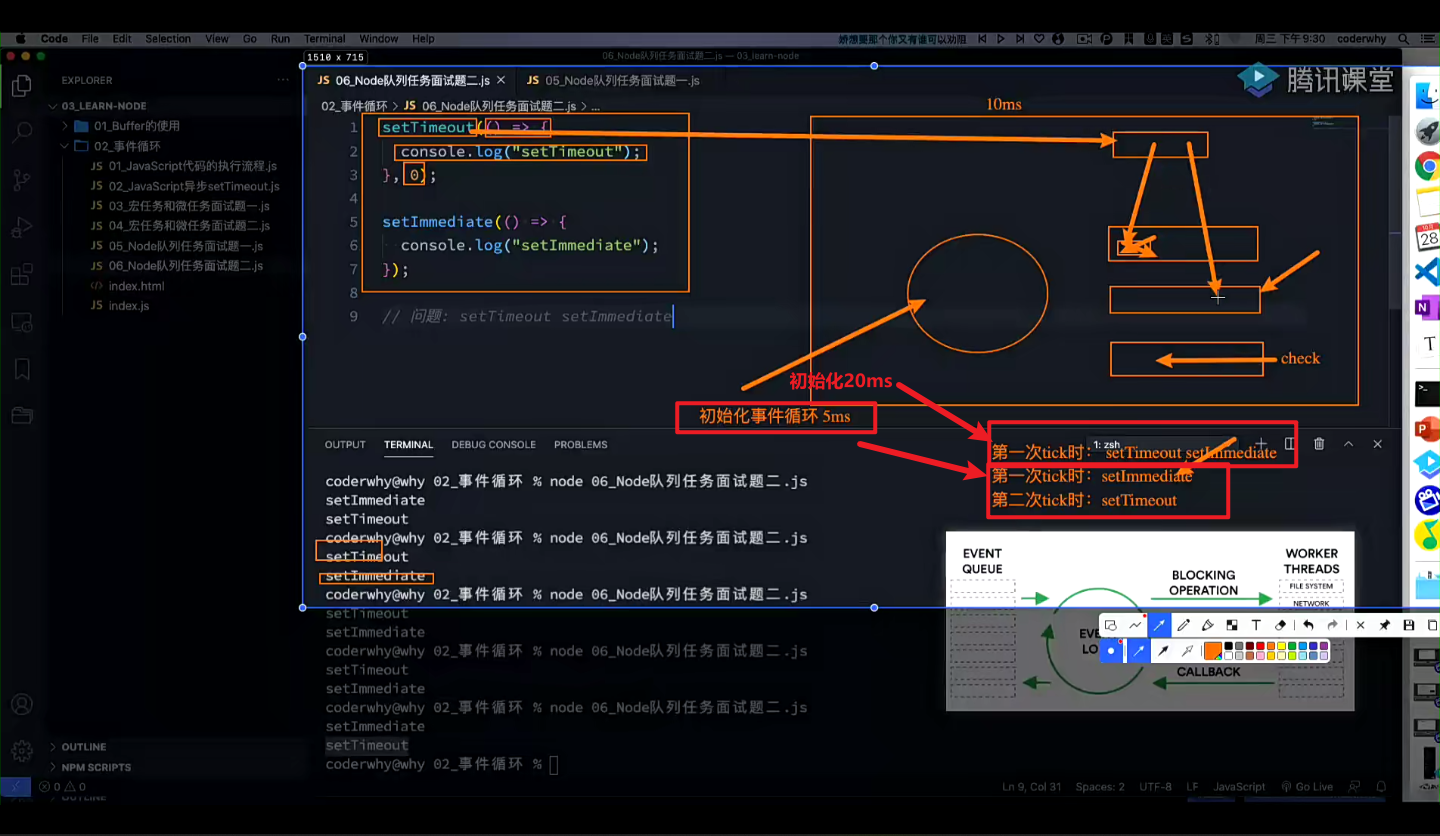 Code File Edit Selection View Go Run Terminal Window Help
娇想是那个你又有谁可以劝阻
周三下午9:30 coderwhy
1510 x 715
06_Node队列任务面试题二.js — 03_learn-node
腾讯课堂
EXPLORER
03_LEARN-NODE
01_Buffer的使用
02_事件循环
JS 01_JavaScript代码的执行流程.js
JS 02_JavaScript异步setTimeout.js
JS 03_宏任务和微任务面试题一.js
JS 04_宏任务和微任务面试题二.js
JS 05_Node队列任务面试题一.js
JS 06_Node队列任务面试题二.js
index.html
JS index.js
OUTLINE
NPM SCRIPTS
JS 06_Node队列任务面试题二.js
JS 05_Node队列任务面试题一.js
02_事件循环 > JS 06_Node队列任务面试题二.js > ...
1 setTimeout(() => {
2 console.log("setTimeout");
3 }, 0);
4
5 setImmediate(() => {
6 console.log("setImmediate");
7 });
8
9 // 问题: setTimeout setImmediate
10ms
check
初始化20ms
初始化事件循环 5ms
第一次tick时： setTimeout setImmediate
第一次tick时：setImmediate
第二次tick时：setTimeout
OUTPUT TERMINAL DEBUG CONSOLE PROBLEMS
1: zsh
coderwhy@why 02_事件循环 % node 06_Node队列任务面试题二.js
setImmediate
setTimeout
coderwhy@why 02_事件循环 % node 06_Node队列任务面试题二.js
setTimeout
setImmediate
coderwhy@why 02_事件循环 % node 06_Node队列任务面试题二.js
setTimeout
setImmediate
coderwhy@why 02_事件循环 % node 06_Node队列任务面试题二.js
setTimeout
setImmediate
coderwhy@why 02_事件循环 % node 06_Node队列任务面试题二.js
setImmediate
setTimeout
coderwhy@why 02_事件循环 %
EVENT
QUEUE
BLOCKING
OPERATION
WORKER
THREADS
FILE SYSTEM
NETWORK
CALLBACK
0 0
Ln 9, Col 31 Spaces: 2 UTF-8 LF JavaScript Go Live
28